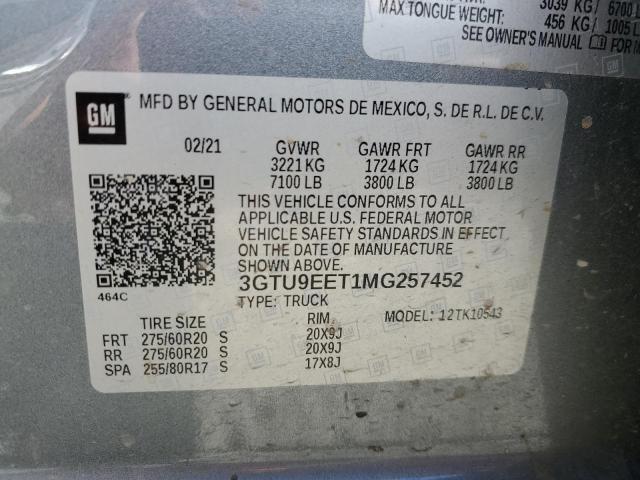 3039 KG/ 6700
MAX TONGUE WEIGHT: 456 KG / 1005 L
SEE OWNER'S MANUAL FOR M
GM
MFD BY GENERAL MOTORS DE MEXICO, S. DE R.L. DE C.V.
02/21 GVWR GAWR FRT GAWR RR
3221 KG 1724 KG 1724 KG
7100 LB 3800 LB 3800 LB
THIS VEHICLE CONFORMS TO ALL
APPLICABLE U.S. FEDERAL MOTOR
VEHICLE SAFETY STANDARDS IN EFFECT
ON THE DATE OF MANUFACTURE
SHOWN ABOVE.
464C
3GTU9EET1MG257452
TYPE: TRUCK
MODEL: 12TK10543
TIRE SIZE RIM
FRT 275/60R20 S 20X9J
RR 275/60R20 S 20X9J
SPA 255/80R17 S 17X8J